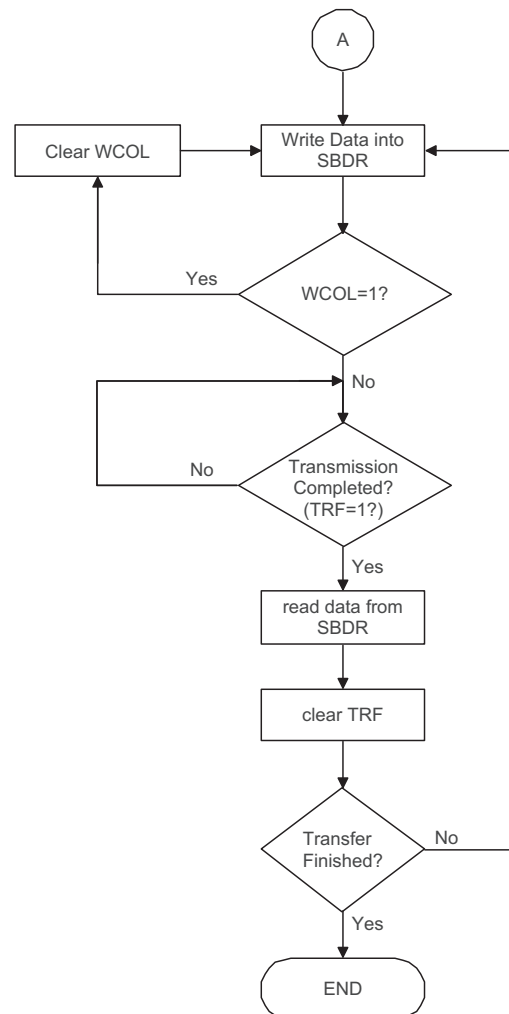 A
Clear WCOL
Write Data into
SBDR
Yes
WCOL=1?
No
No
Transmission
Completed?
(TRF=1?)
Yes
read data from
SBDR
clear TRF
Transfer
Finished?
No
Yes
END